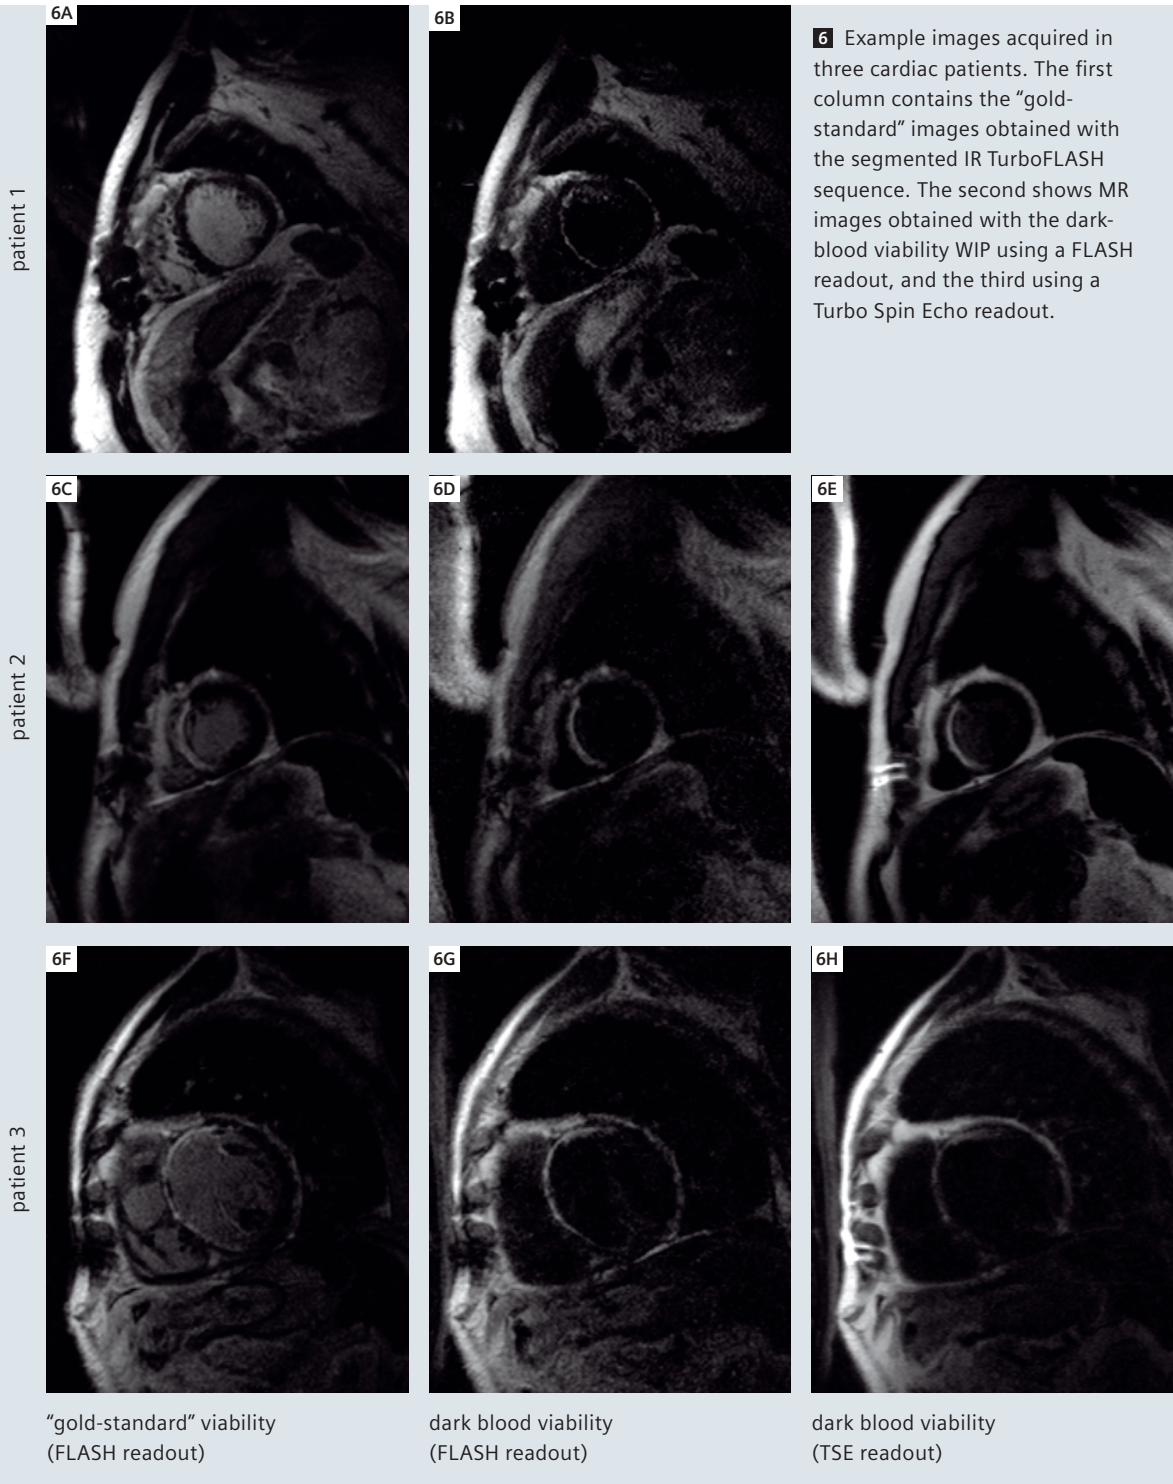 6A
6B
6 Example images acquired in
three cardiac patients. The first
column contains the “gold-
standard” images obtained with
the segmented IR TurboFLASH
sequence. The second shows MR
images obtained with the dark-
blood viability WIP using a FLASH
readout, and the third using a
Turbo Spin Echo readout.
patient 1
6C
6D
6E
patient 2
6F
6G
6H
patient 3
“gold-standard” viability
(FLASH readout)
dark blood viability
(FLASH readout)
dark blood viability
(TSE readout)